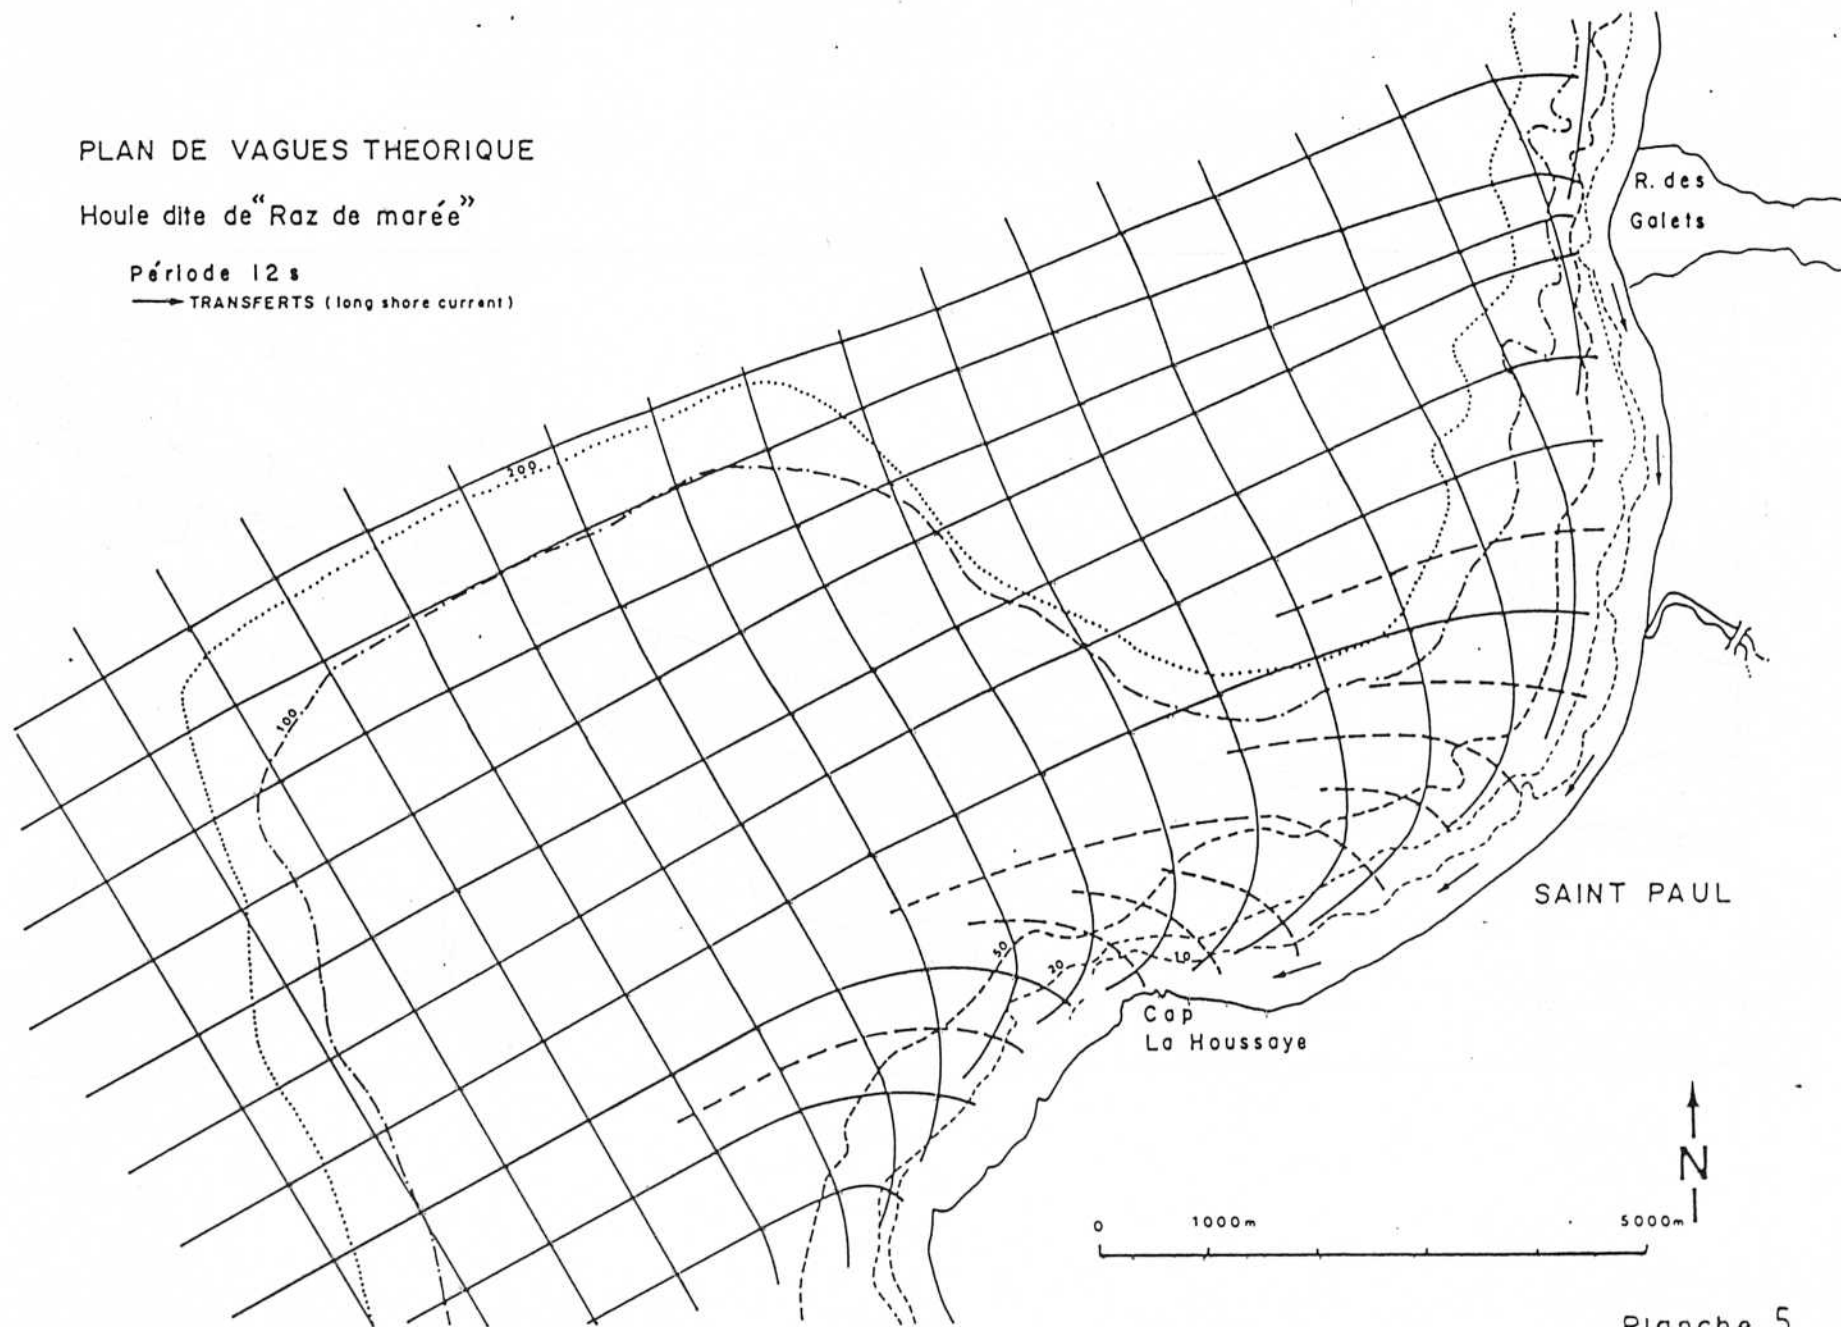 PLAN DE VAGUES THEORIQUE
Houle dite de “Raz de marée”
Période 12 s
TRANSFERTS (long shore current)
R. des
Galets
200
100
50
20
10
SAINT PAUL
Cap
La Houssaye
N
0 1000m 5000m
Planche 5